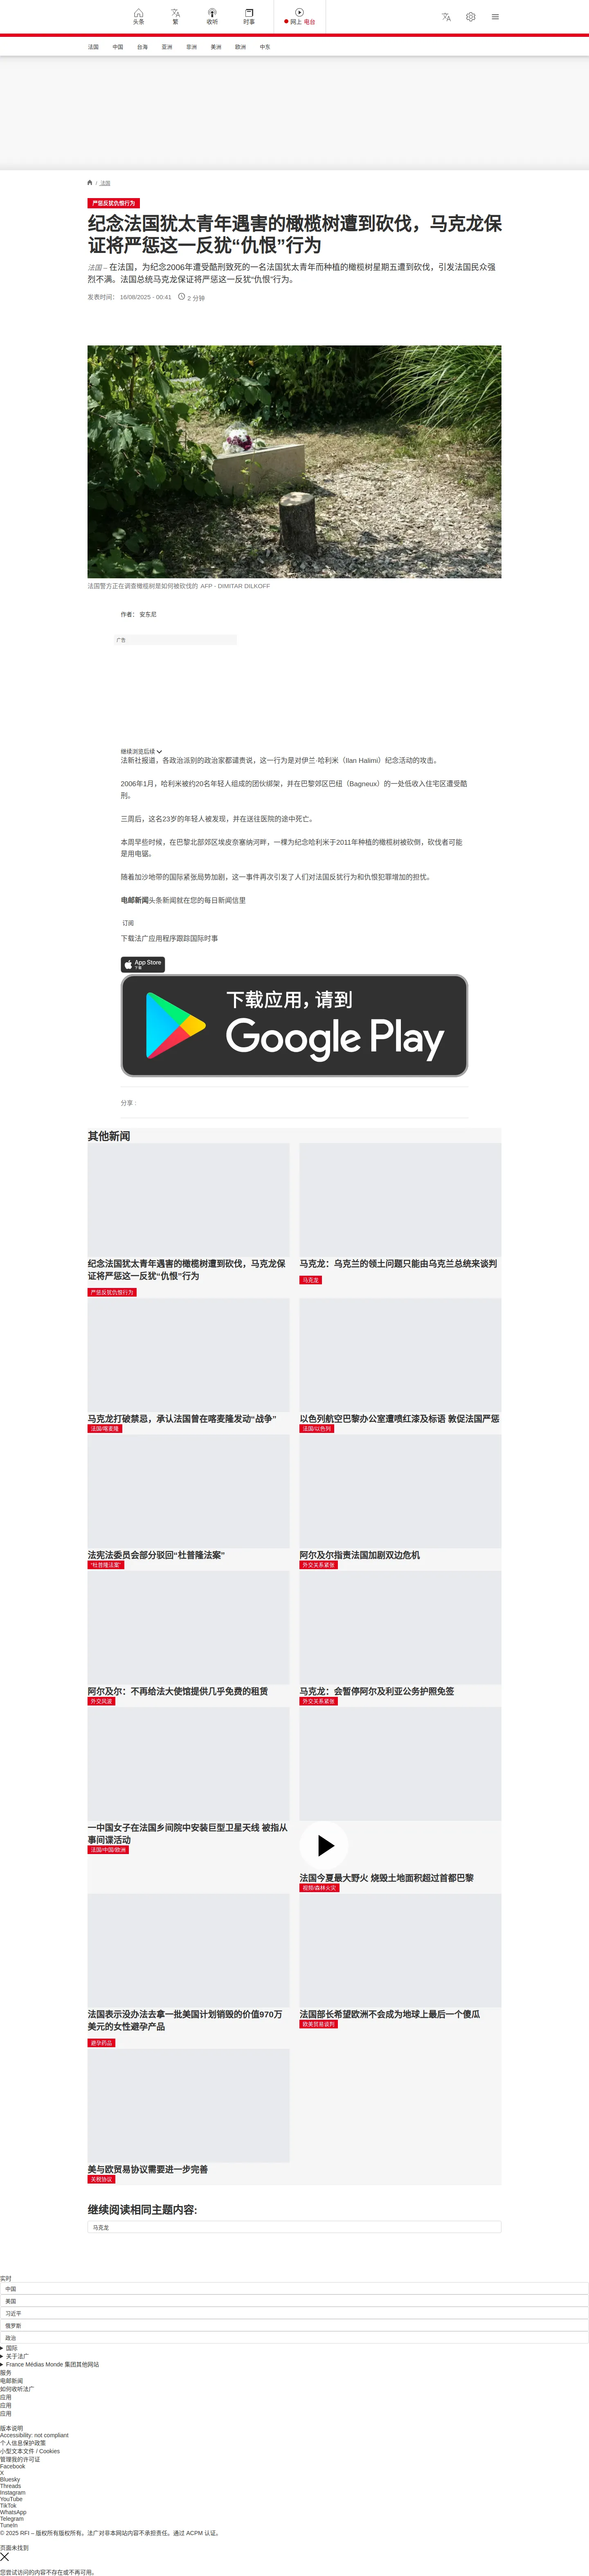 头条
繁
收听
时事
网上 电台
法国
中国
台海
亚洲
非洲
美洲
欧洲
中东
/ 法国
严惩反犹仇恨行为
纪念法国犹太青年遇害的橄榄树遭到砍伐，马克龙保
证将严惩这一反犹“仇恨”行为
法国 – 在法国，为纪念2006年遭受酷刑致死的一名法国犹太青年而种植的橄榄树星期五遭到砍伐，引发法国民众强
烈不满。法国总统马克龙保证将严惩这一反犹“仇恨”行为。
发表时间： 16/08/2025 - 00:41
2 分钟
法国警方正在调查橄榄树是如何被砍伐的 AFP - DIMITAR DILKOFF
作者： 安东尼
广告
继续浏览后续
法新社报道，各政治派别的政治家都谴责说，这一行为是对伊兰·哈利米（Ilan Halimi）纪念活动的攻击。
2006年1月，哈利米被约20名年轻人组成的团伙绑架，并在巴黎郊区巴纽（Bagneux）的一处低收入住宅区遭受酷
刑。
三周后，这名23岁的年轻人被发现，并在送往医院的途中死亡。
本周早些时候，在巴黎北部郊区埃皮奈塞纳河畔，一棵为纪念哈利米于2011年种植的橄榄树被砍倒，砍伐者可能
是用电锯。
随着加沙地带的国际紧张局势加剧，这一事件再次引发了人们对法国反犹行为和仇恨犯罪增加的担忧。
电邮新闻头条新闻就在您的每日新闻信里
订阅
下载法广应用程序跟踪国际时事
App Store
下载
下载应用，请到
Google Play
分享 :
其他新闻
纪念法国犹太青年遇害的橄榄树遭到砍伐，马克龙保
证将严惩这一反犹“仇恨”行为
严惩反犹仇恨行为
马克龙：乌克兰的领土问题只能由乌克兰总统来谈判
马克龙
马克龙打破禁忌，承认法国曾在喀麦隆发动“战争”
法国/喀麦隆
以色列航空巴黎办公室遭喷红漆及标语 敦促法国严惩
法国/以色列
法宪法委员会部分驳回“杜普隆法案”
“杜普隆法案”
阿尔及尔指责法国加剧双边危机
外交关系紧张
阿尔及尔：不再给法大使馆提供几乎免费的租赁
外交风波
马克龙：会暂停阿尔及利亚公务护照免签
外交关系紧张
一中国女子在法国乡间院中安装巨型卫星天线 被指从
事间谍活动
法国/中国/欧洲
法国今夏最大野火 烧毁土地面积超过首都巴黎
视频/森林火灾
法国表示没办法去拿一批美国计划销毁的价值970万
美元的女性避孕产品
避孕药品
法国部长希望欧洲不会成为地球上最后一个傻瓜
欧美贸易谈判
美与欧贸易协议需要进一步完善
关税协议
继续阅读相同主题内容:
马克龙
实时
中国
美国
习近平
俄罗斯
政治
国际
关于法广
France Médias Monde 集团其他网站
服务
电邮新闻
如何收听法广
应用
应用
应用
版本说明
Accessibility: not compliant
个人信息保护政策
小型文本文件 / Cookies
管理我的许可证
Facebook
X
Bluesky
Threads
Instagram
YouTube
TikTok
WhatsApp
Telegram
TuneIn
© 2025 RFI – 版权所有版权所有。法广对非本网站内容不承担责任。通过 ACPM 认证。
页面未找到
您尝试访问的内容不存在或不再可用。